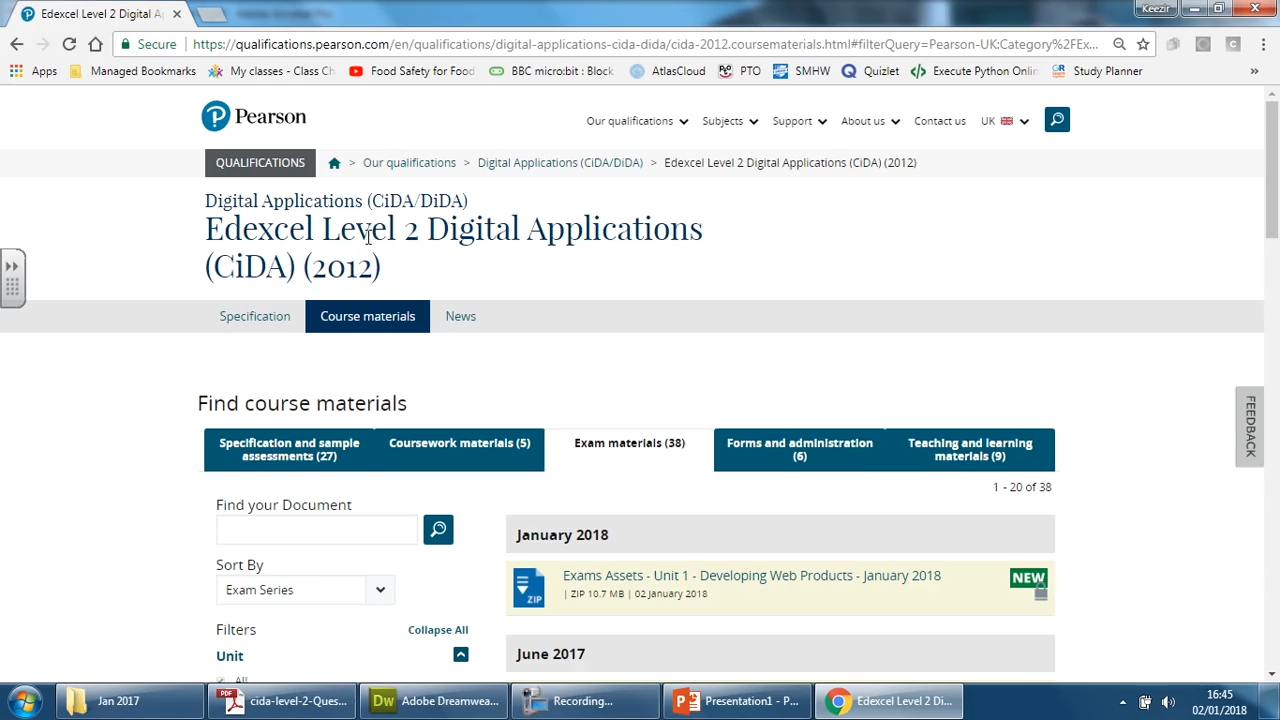 Edexcel Level 2 Digital A
Keezir
Secure
https://qualifications.pearson.com/en/qualifications/digital-applications-cida-dida/cida-2012.coursematerials.html#filterQuery=Pearson-UK:Category%2FEx...
Apps
Managed Bookmarks
My classes - Class Ch
Food Safety for Food
BBC micro:bit : Block
AtlasCloud
PTO
SMHW
Quizlet
Execute Python Onlin
Study Planner
»
Pearson
Our qualifications
Subjects
Support
About us
Contact us
UK
QUALIFICATIONS
> Our qualifications > Digital Applications (CiDA/DiDA) > Edexcel Level 2 Digital Applications (CiDA) (2012)
Digital Applications (CiDA/DiDA)
Edexcel Level 2 Digital Applications
(CiDA) (2012)
Specification
Course materials
News
FEEDBACK
Find course materials
Specification and sample
assessments (27)
Coursework materials (5)
Exam materials (38)
Forms and administration
(6)
Teaching and learning
materials (9)
1 - 20 of 38
Find your Document
Sort By
Exam Series
Filters
Collapse All
Unit
All
January 2018
ZIP
Exams Assets - Unit 1 - Developing Web Products - January 2018
| ZIP 10.7 MB | 02 January 2018
NEW
June 2017
Jan 2017
PDF
cida-level-2-Ques...
Dw
Adobe Dreamwea...
Recording...
P
Presentation1 - P...
Edexcel Level 2 Di...
16:45
02/01/2018